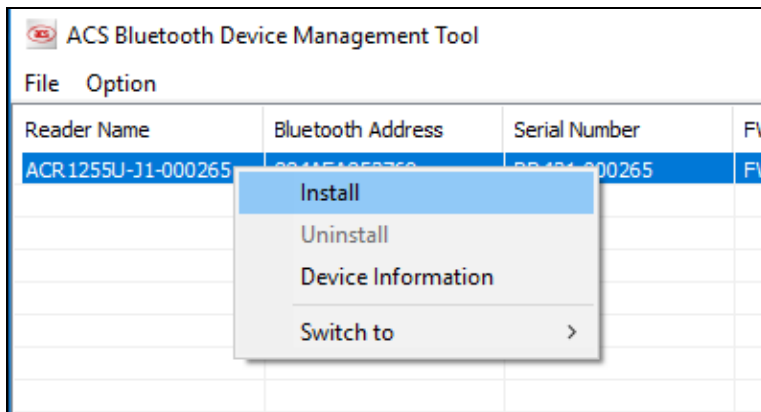 ACS Bluetooth Device Management Tool
File Option
Reader Name Bluetooth Address Serial Number
ACR1255U-J1-000265
Install
Uninstall
Device Information
Switch to >